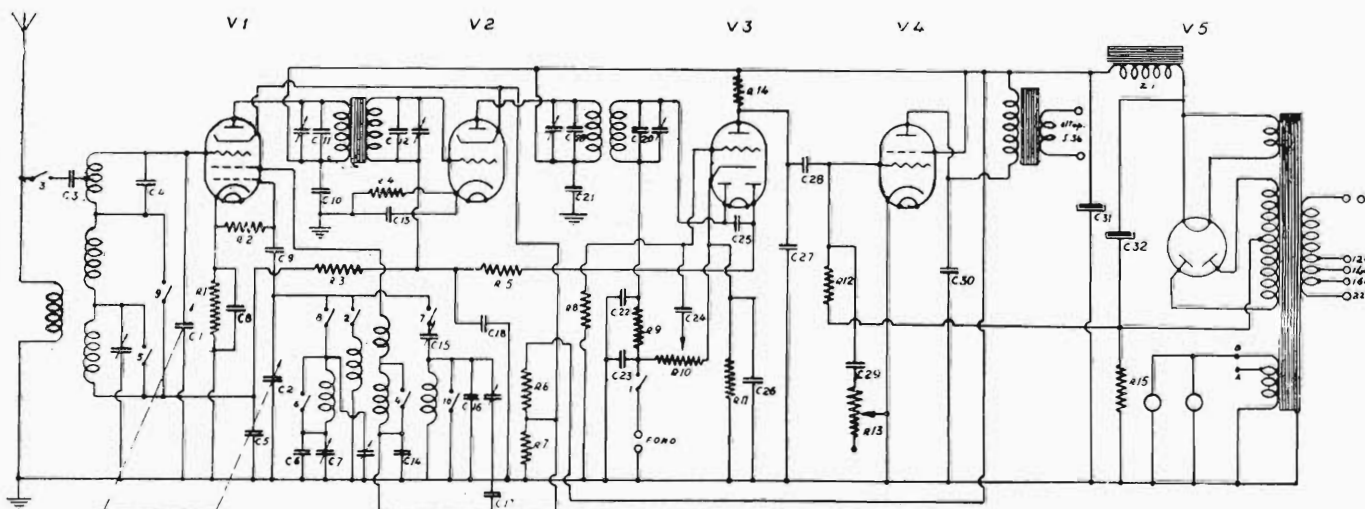 V1 V2 V3 V4 V5
R14
C11 C12 C20
C3 C4 C10 R4 C13 C21 C25 C28 C31 C32
3
R2 C9 R3 R5 C27 C30
9 R1 C8 C18 R8 C22 R9 C24 R12
5 C1 8 2 7 C15 C23 R10 R11 C26 C29 R15
C2 6 4 10 C16 R6 1 R13
C5 C6 C7 C14 R7 FONO
B
A